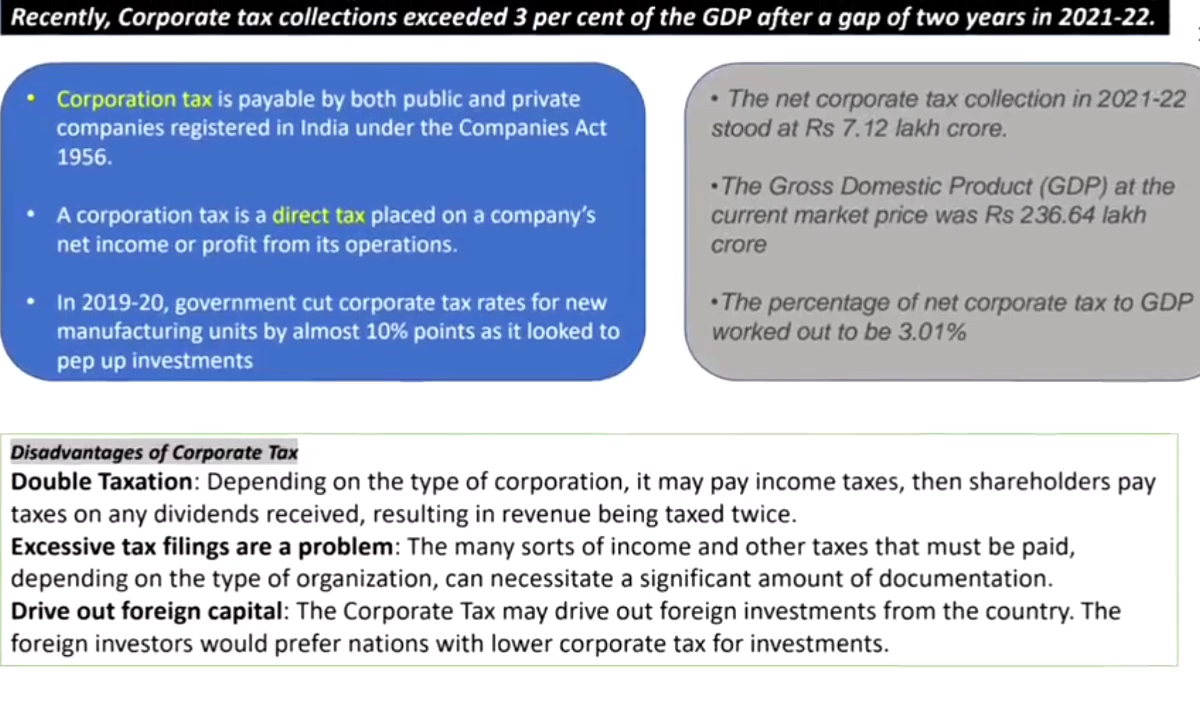 Recently, Corporate tax collections exceeded 3 per cent of the GDP after a gap of two years in 2021-22.
• Corporation tax is payable by both public and private
companies registered in India under the Companies Act
1956.
• A corporation tax is a direct tax placed on a company's
net income or profit from its operations.
• In 2019-20, government cut corporate tax rates for new
manufacturing units by almost 10% points as it looked to
pep up investments
• The net corporate tax collection in 2021-22
stood at Rs 7.12 lakh crore.
•The Gross Domestic Product (GDP) at the
current market price was Rs 236.64 lakh
crore
•The percentage of net corporate tax to GDP
worked out to be 3.01%
Disadvantages of Corporate Tax
Double Taxation: Depending on the type of corporation, it may pay income taxes, then shareholders pay
taxes on any dividends received, resulting in revenue being taxed twice.
Excessive tax filings are a problem: The many sorts of income and other taxes that must be paid,
depending on the type of organization, can necessitate a significant amount of documentation.
Drive out foreign capital: The Corporate Tax may drive out foreign investments from the country. The
foreign investors would prefer nations with lower corporate tax for investments.